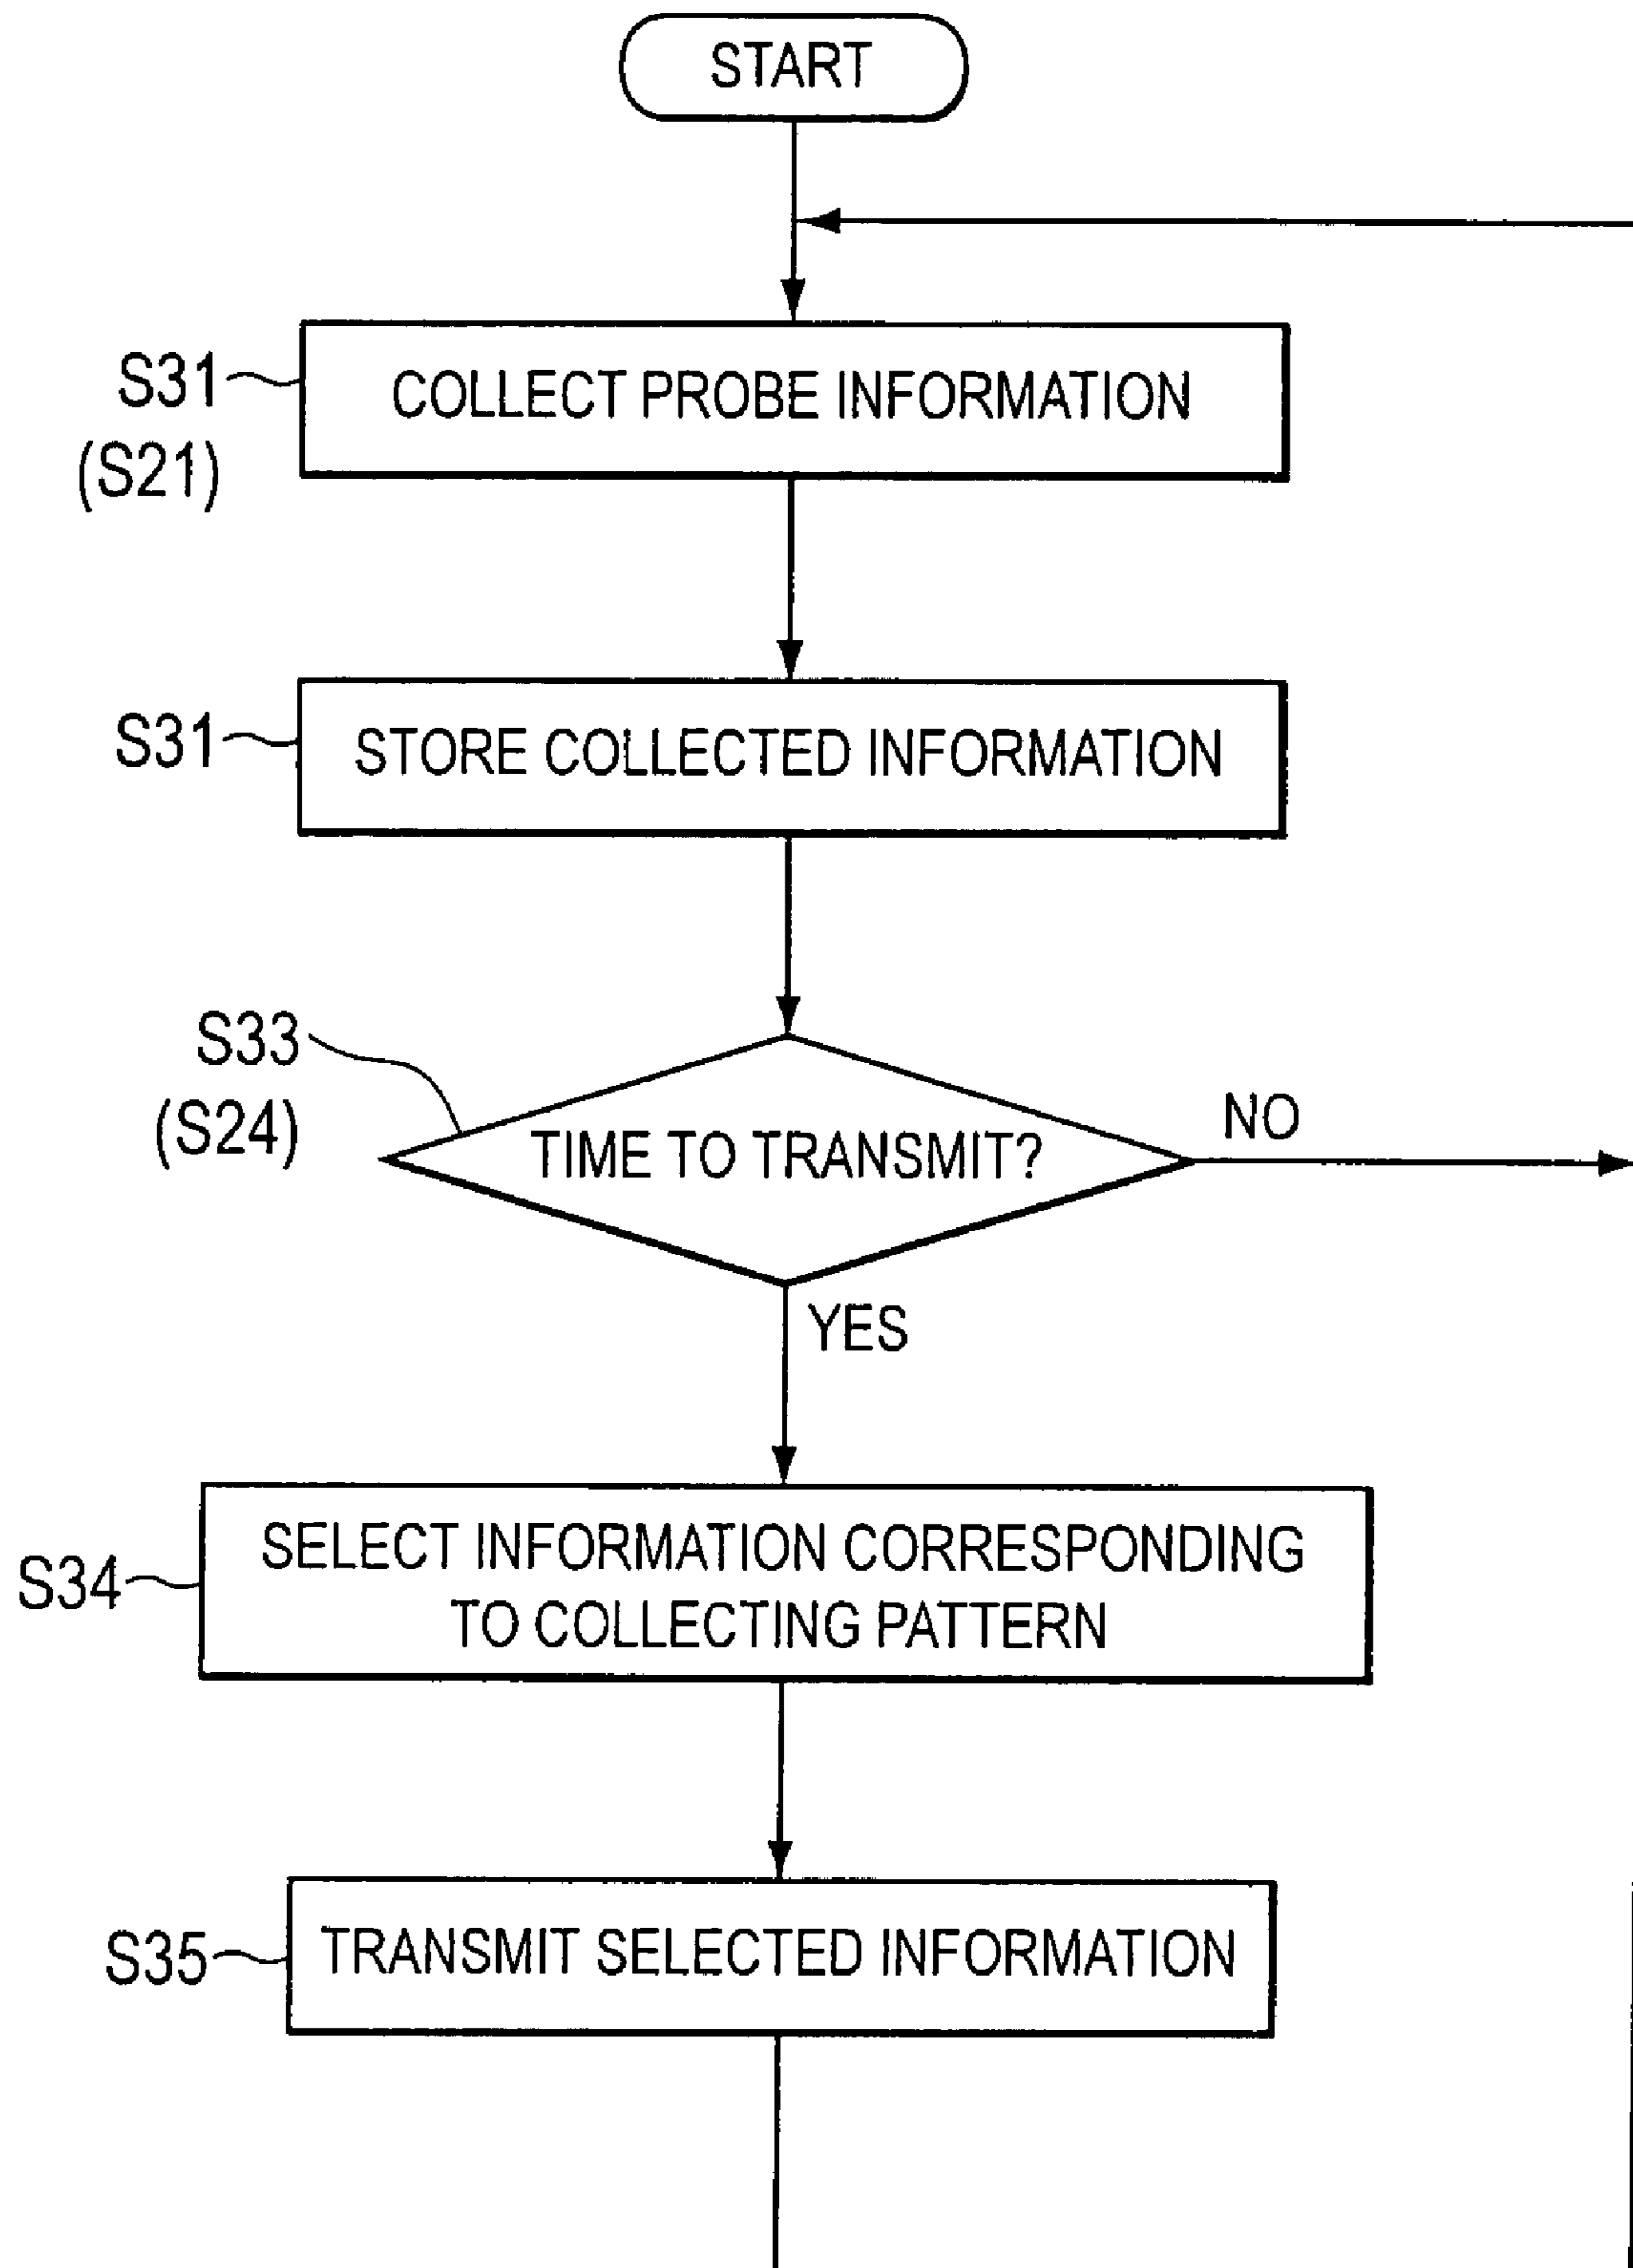 START
S31
(S21)
COLLECT PROBE INFORMATION
S31
STORE COLLECTED INFORMATION
S33
(S24)
TIME TO TRANSMIT?
NO
YES
S34
SELECT INFORMATION CORRESPONDING
TO COLLECTING PATTERN
S35
TRANSMIT SELECTED INFORMATION